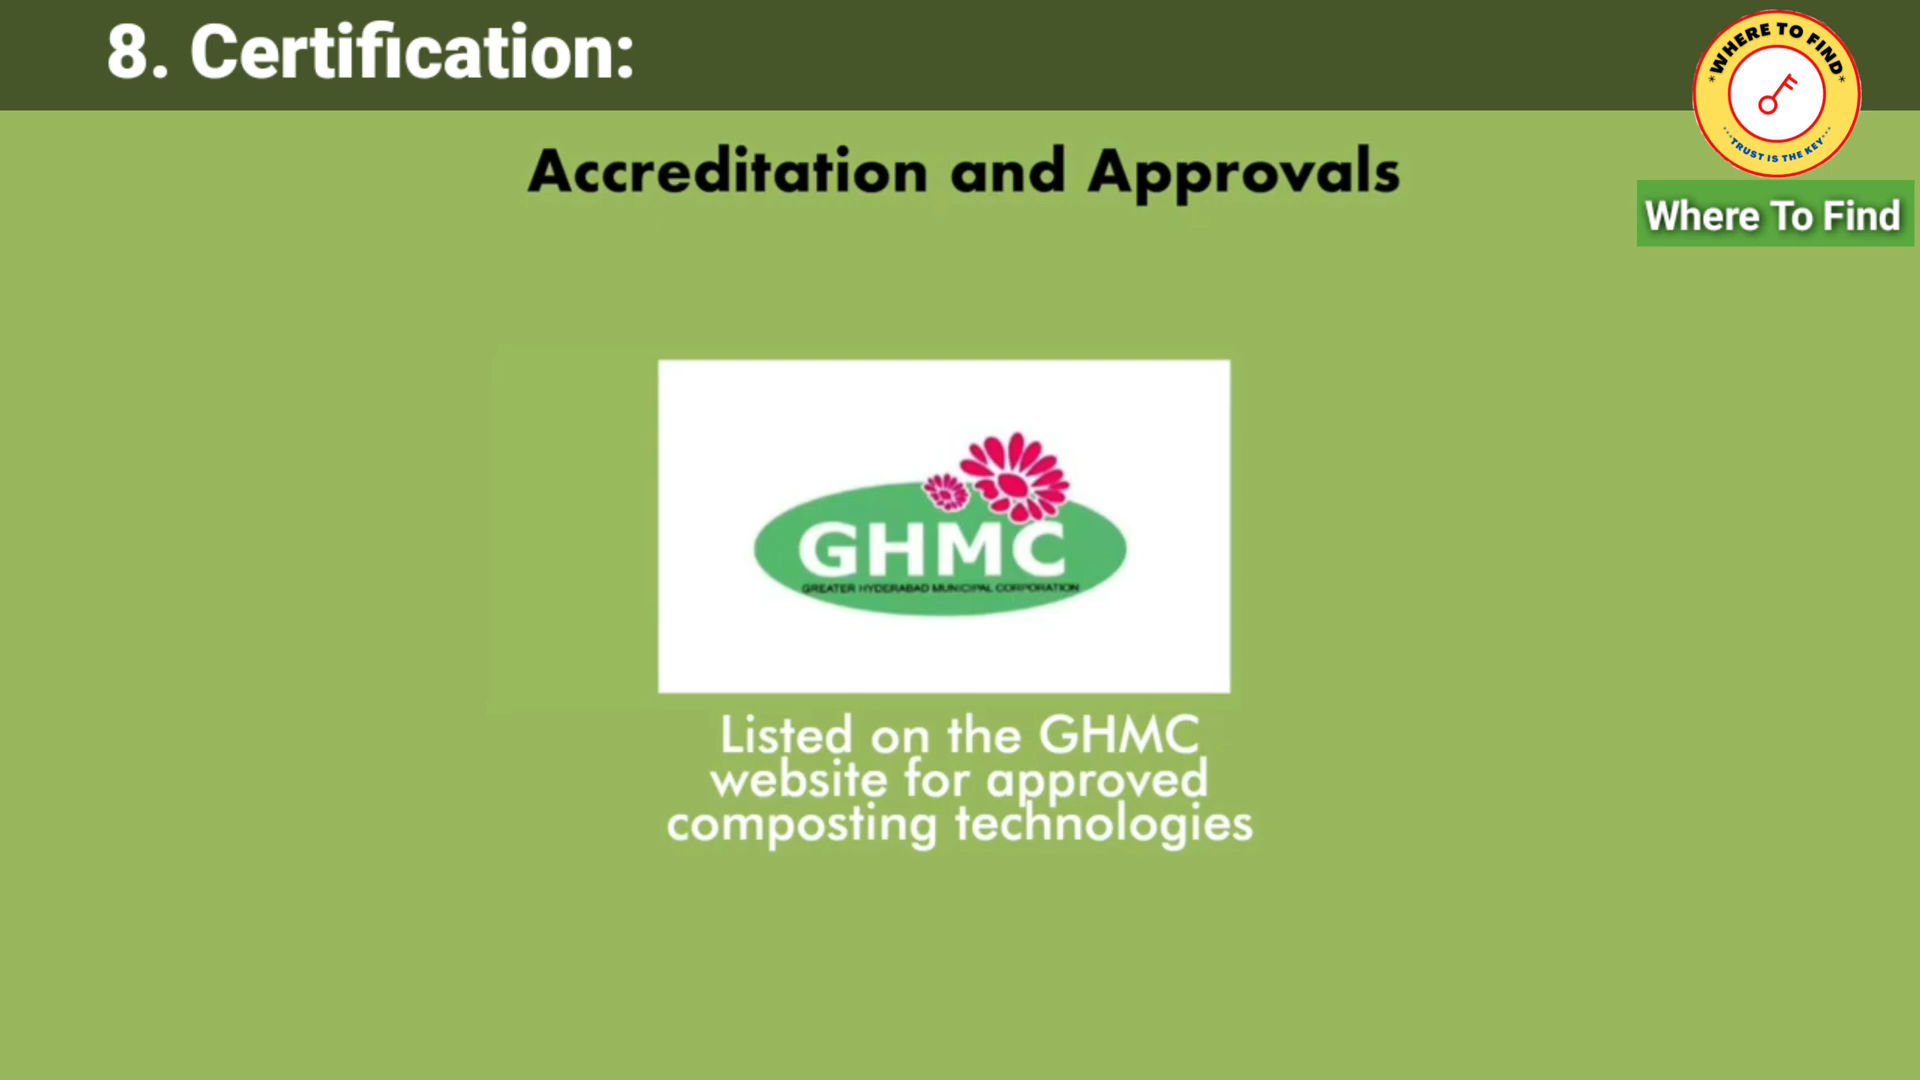 8. Certification:
WHERE TO FIND
TRUST IS THE KEY
Where To Find
Accreditation and Approvals
GHMC
GREATER HYDERABAD MUNICIPAL CORPORATION
Listed on the GHMC
website for approved
composting technologies